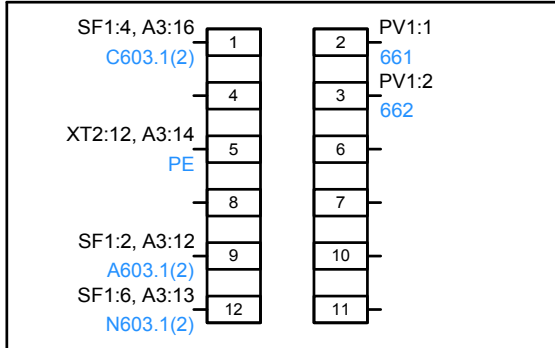 SF1:4, A3:16
C603.1(2)
1
2
PV1:1
661
4
3
PV1:2
662
XT2:12, A3:14
PE
5
6
8
7
SF1:2, A3:12
A603.1(2)
9
10
SF1:6, A3:13
N603.1(2)
12
11